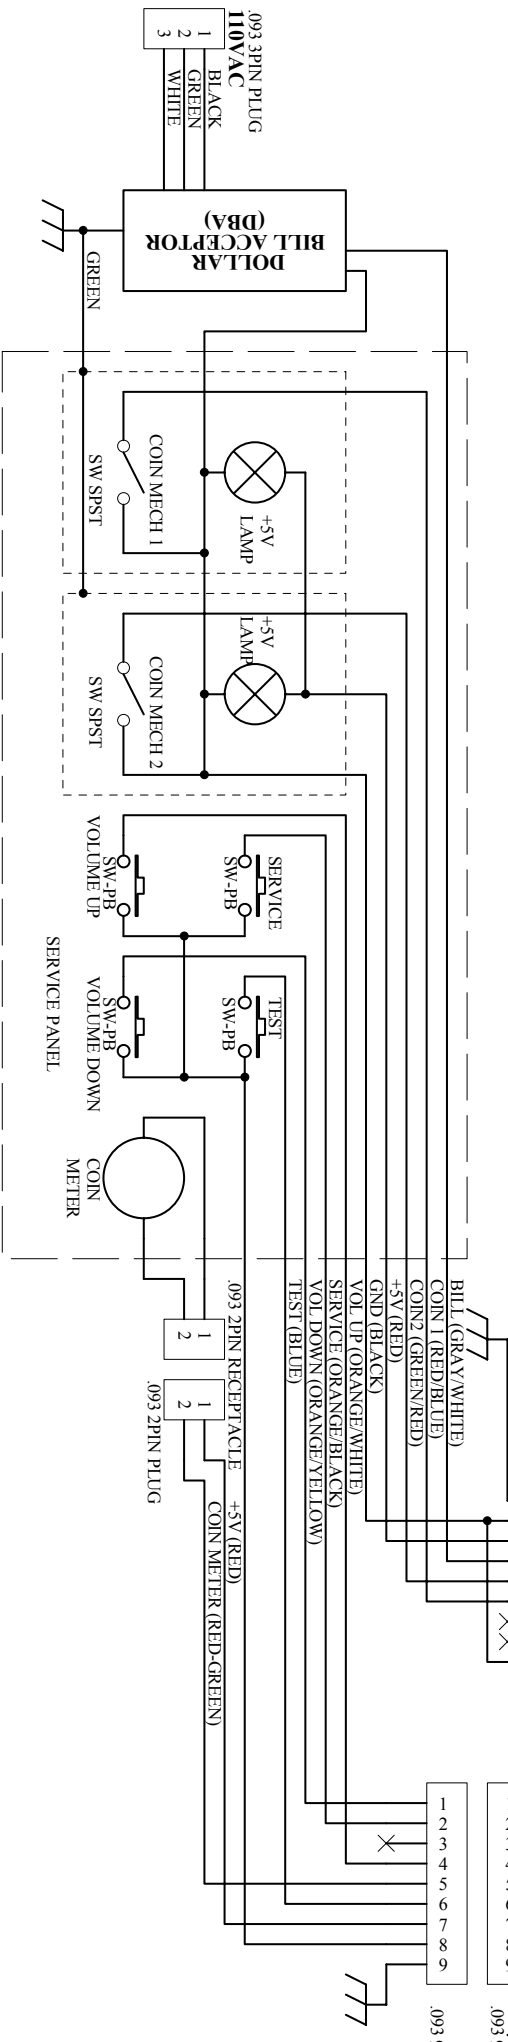 .093 3PIN PLUG
110VAC
1
2
3
BLACK
GREEN
WHITE
DOLLAR
BILL ACCEPTOR
(DBA)
GREEN
+5V
LAMP
COIN MECH 1
SW SPST
+5V
LAMP
COIN MECH 2
SW SPST
SERVICE
SW-PB
SW-PB
VOLUME UP
TEST
SW-PB
SW-PB
VOLUME DOWN
SERVICE PANEL
COIN
METER
BILL (GRAY/WHITE)
COIN 1 (RED/BLUE)
COIN2 (GREEN/RED)
+5V (RED)
GND (BLACK)
VOL UP (ORANGE/WHITE)
SERVICE (ORANGE/BLACK)
VOL DOWN (ORANGE/YELLOW)
TEST (BLUE)
.093 2PIN RECEPTACLE
1
2
1
2
.093 2PIN PLUG
+5V (RED)
COIN METER (RED-GREEN)
1
2
3
4
5
6
7
8
9